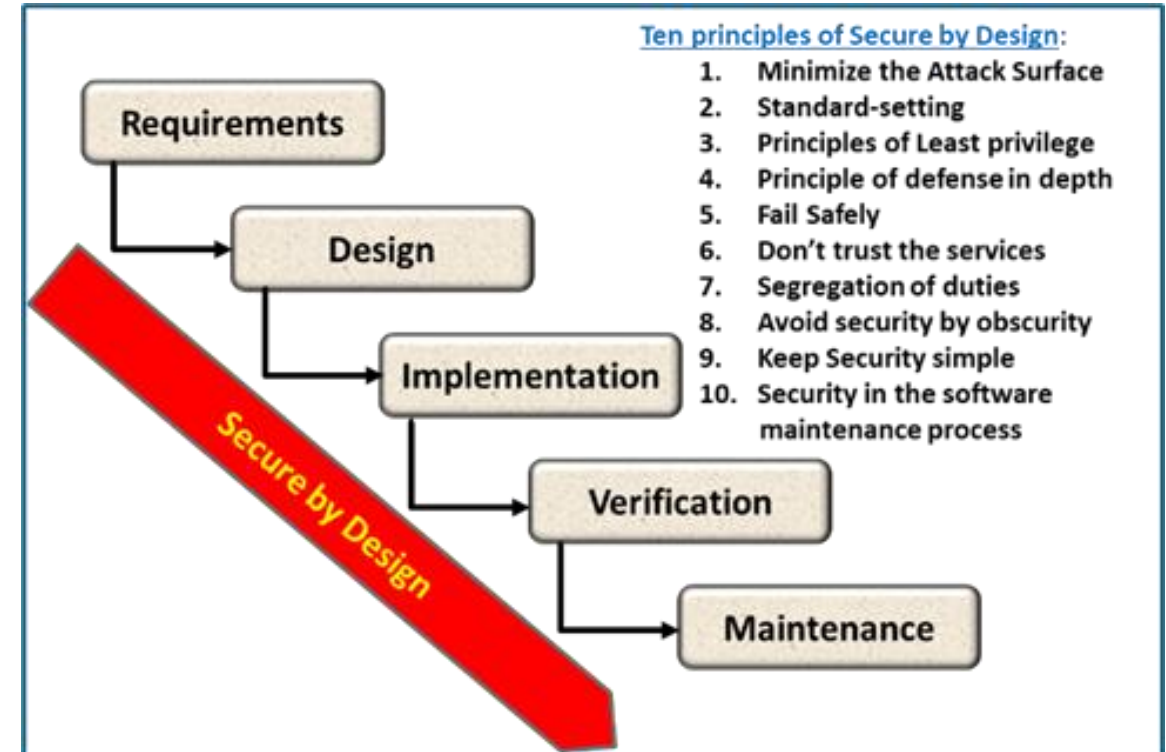 Ten principles of Secure by Design:
1. Minimize the Attack Surface
2. Standard-setting
3. Principles of Least privilege
4. Principle of defense in depth
5. Fail Safely
6. Don’t trust the services
7. Segregation of duties
8. Avoid security by obscurity
9. Keep Security simple
10. Security in the software
maintenance process
Requirements
Design
Implementation
Verification
Maintenance
Secure by Design